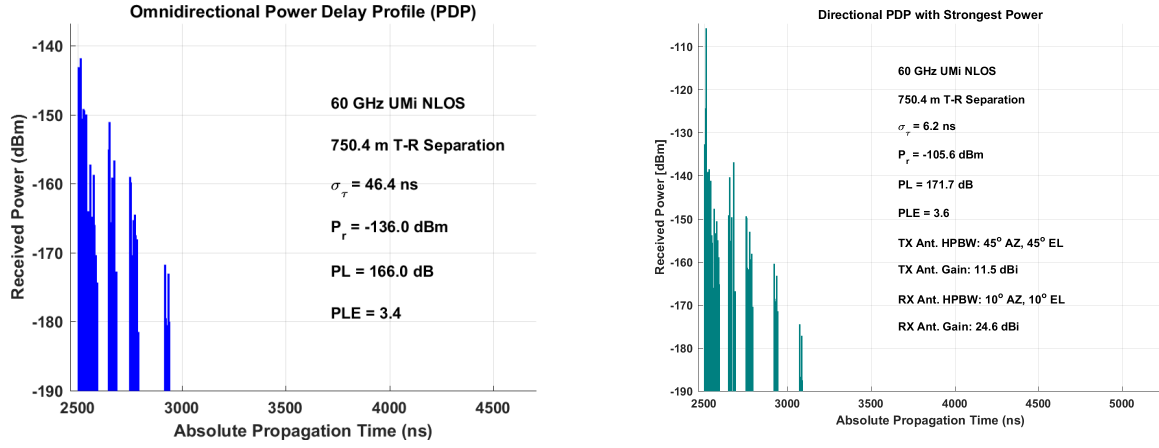 Omnidirectional Power Delay Profile (PDP)
-140
-150
-160
-170
-180
-190
2500 3000 3500 4000 4500
Received Power (dBm)
Absolute Propagation Time (ns)
60 GHz UMi NLOS
750.4 m T-R Separation
στ = 46.4 ns
Pr = -136.0 dBm
PL = 166.0 dB
PLE = 3.4
Directional PDP with Strongest Power
-110
-120
-130
-140
-150
-160
-170
-180
-190
2500 3000 3500 4000 4500 5000
Received Power [dBm]
Absolute Propagation Time (ns)
60 GHz UMi NLOS
750.4 m T-R Separation
στ = 6.2 ns
Pr = -105.6 dBm
PL = 171.7 dB
PLE = 3.6
TX Ant. HPBW: 45° AZ, 45° EL
TX Ant. Gain: 11.5 dBi
RX Ant. HPBW: 10° AZ, 10° EL
RX Ant. Gain: 24.6 dBi